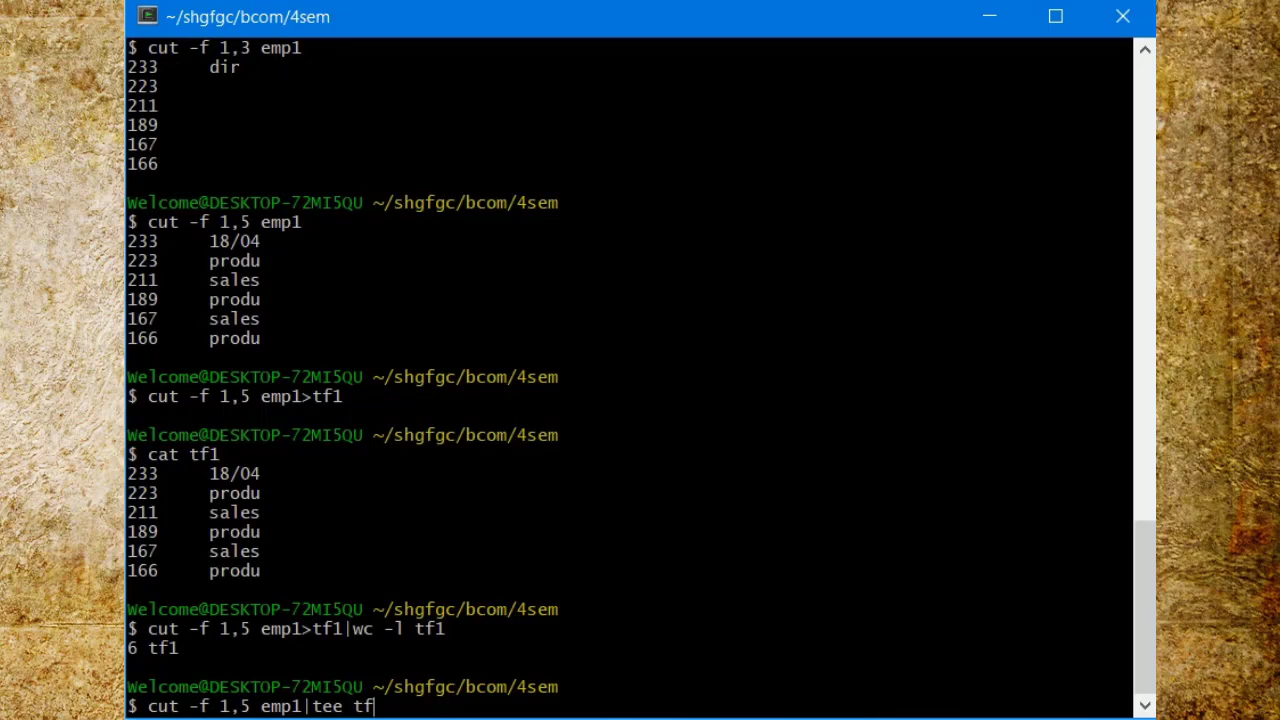 ~/shgfgc/bcom/4sem
$ cut -f 1,3 emp1
233 dir
223
211
189
167
166
Welcome@DESKTOP-72MI5QU ~/shgfgc/bcom/4sem
$ cut -f 1,5 emp1
233 18/04
223 produ
211 sales
189 produ
167 sales
166 produ
Welcome@DESKTOP-72MI5QU ~/shgfgc/bcom/4sem
$ cut -f 1,5 emp1>tf1
Welcome@DESKTOP-72MI5QU ~/shgfgc/bcom/4sem
$ cat tf1
233 18/04
223 produ
211 sales
189 produ
167 sales
166 produ
Welcome@DESKTOP-72MI5QU ~/shgfgc/bcom/4sem
$ cut -f 1,5 emp1>tf1|wc -l tf1
6 tf1
Welcome@DESKTOP-72MI5QU ~/shgfgc/bcom/4sem
$ cut -f 1,5 emp1|tee tf